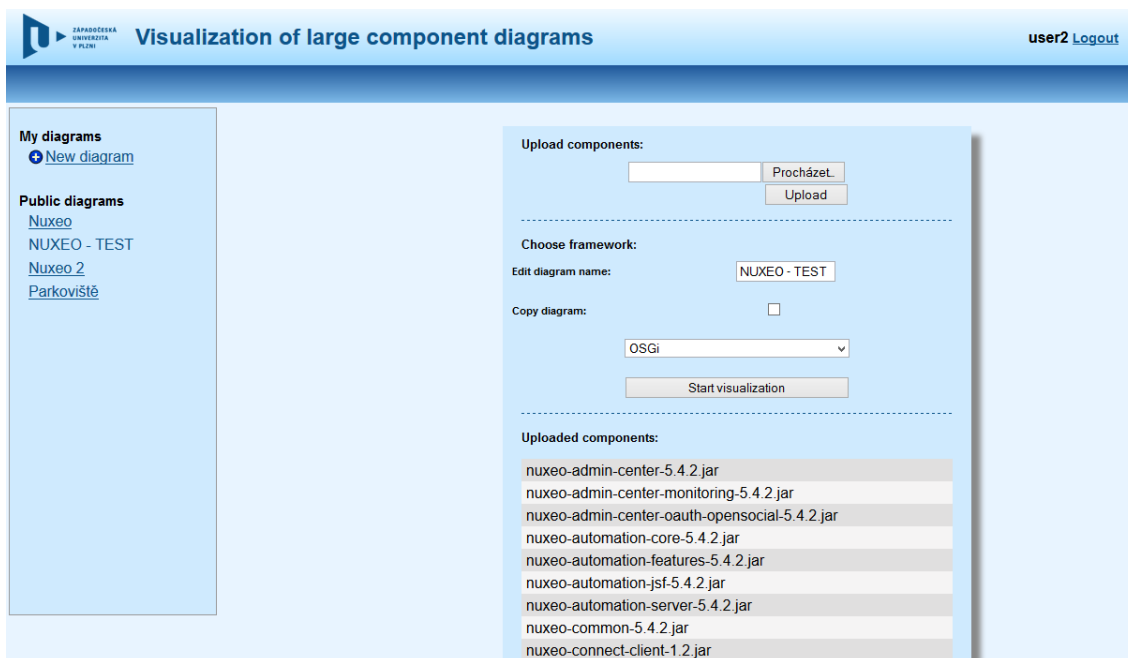 ZÁPADOČESKÁ
UNIVERZITA
V PLZNI
Visualization of large component diagrams
user2 Logout
My diagrams
New diagram
Public diagrams
Nuxeo
NUXEO - TEST
Nuxeo 2
Parkoviště
Upload components:
Procházet..
Upload
Choose framework:
Edit diagram name: NUXEO - TEST
Copy diagram:
OSGi
Start visualization
Uploaded components:
nuxeo-admin-center-5.4.2.jar
nuxeo-admin-center-monitoring-5.4.2.jar
nuxeo-admin-center-oauth-opensocial-5.4.2.jar
nuxeo-automation-core-5.4.2.jar
nuxeo-automation-features-5.4.2.jar
nuxeo-automation-jsf-5.4.2.jar
nuxeo-automation-server-5.4.2.jar
nuxeo-common-5.4.2.jar
nuxeo-connect-client-1.2.jar